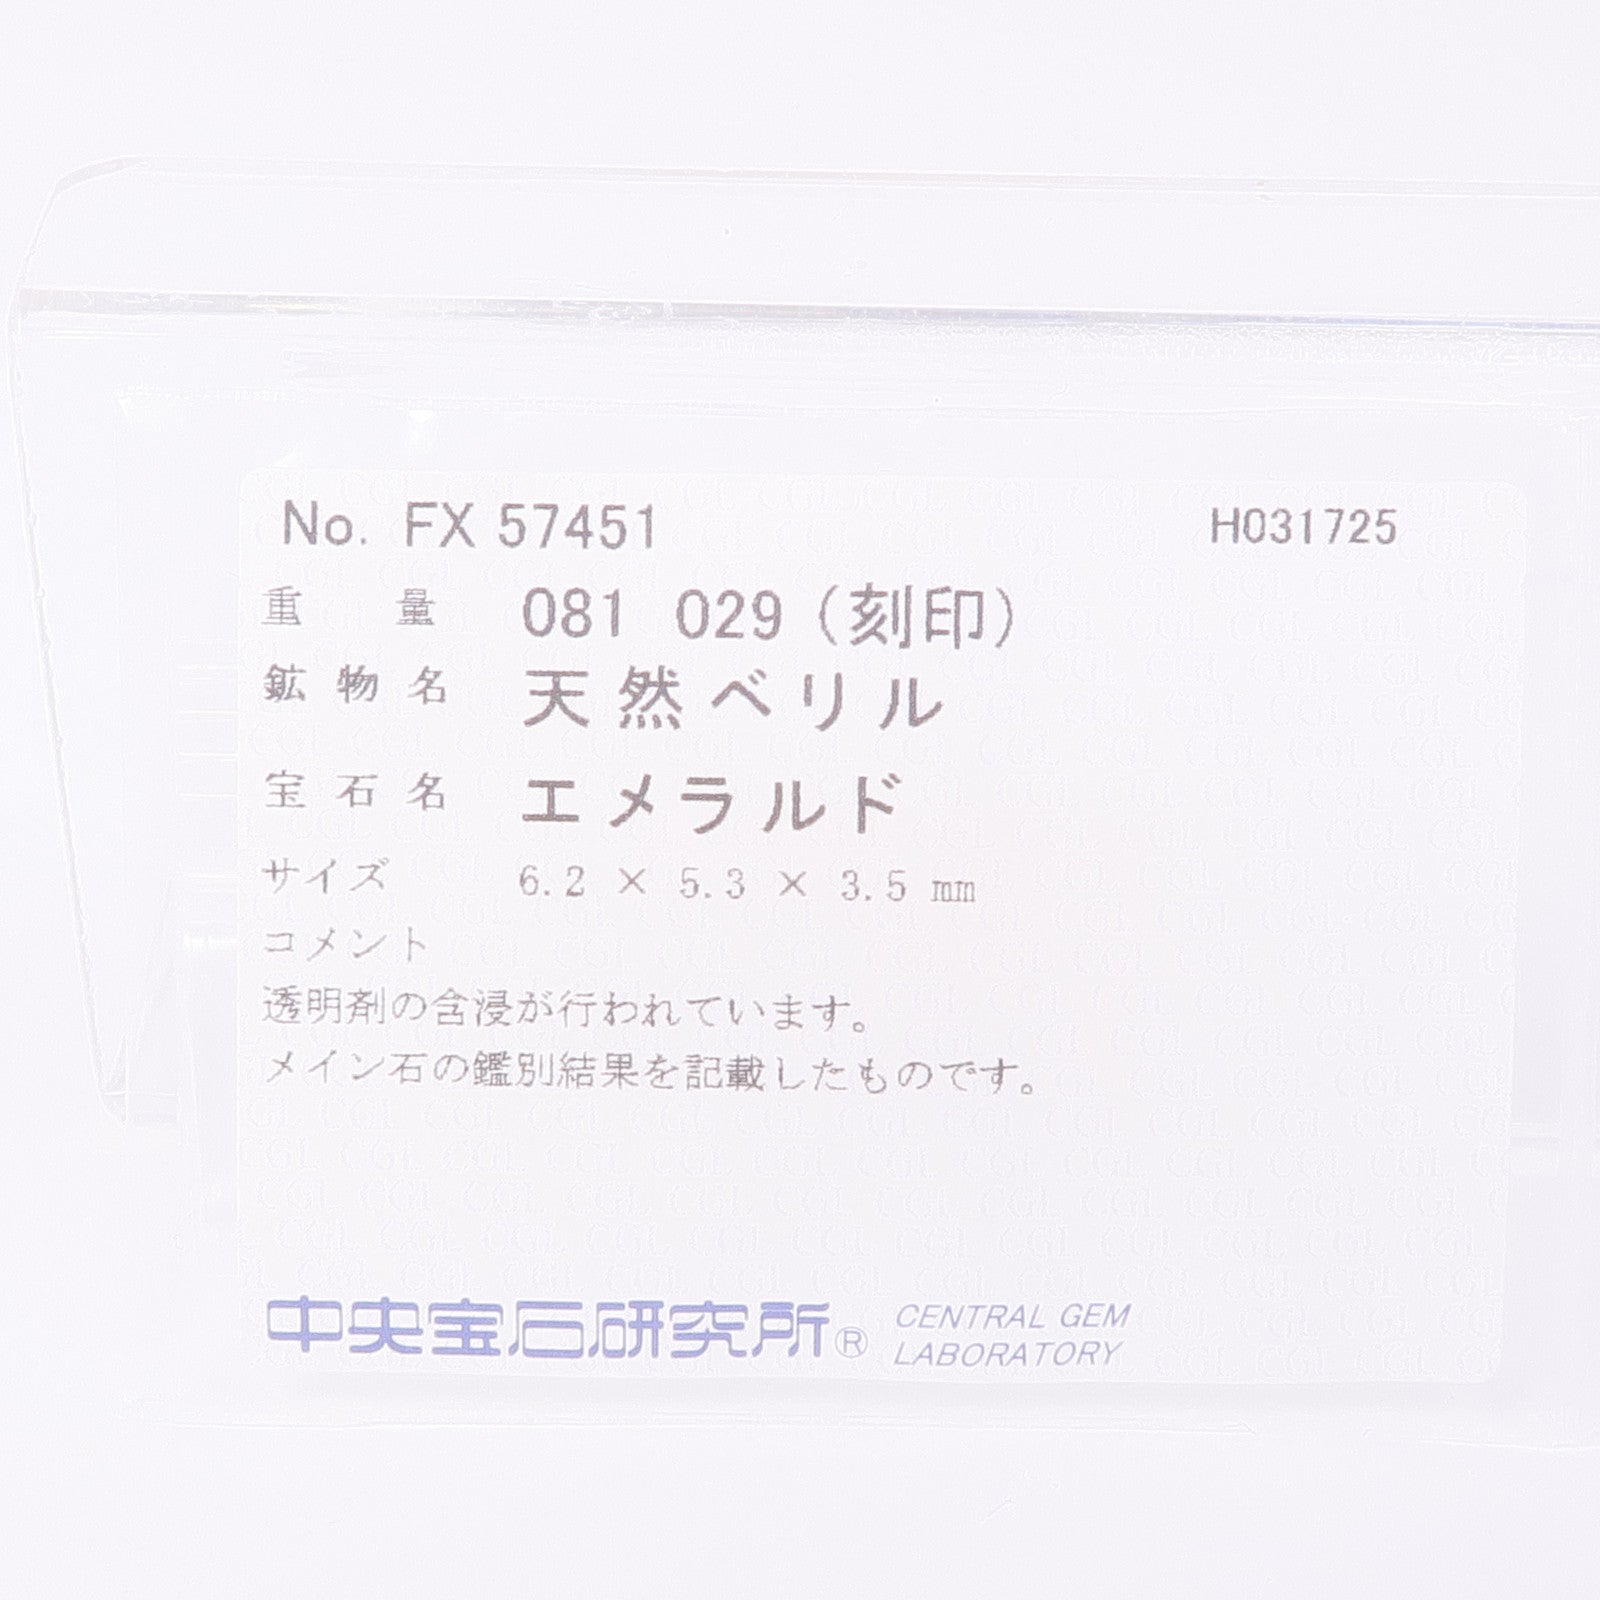 No. FX 57451 H031725
重量 081 029 (刻印)
鉱物名 天然ベリル
宝石名 エメラルド
サイズ 6.2 × 5.3 × 3.5 mm
コメント
透明剤の含浸が行われています。
メイン石の鑑別結果を記載したものです。
中央宝石研究所® CENTRAL GEM
LABORATORY